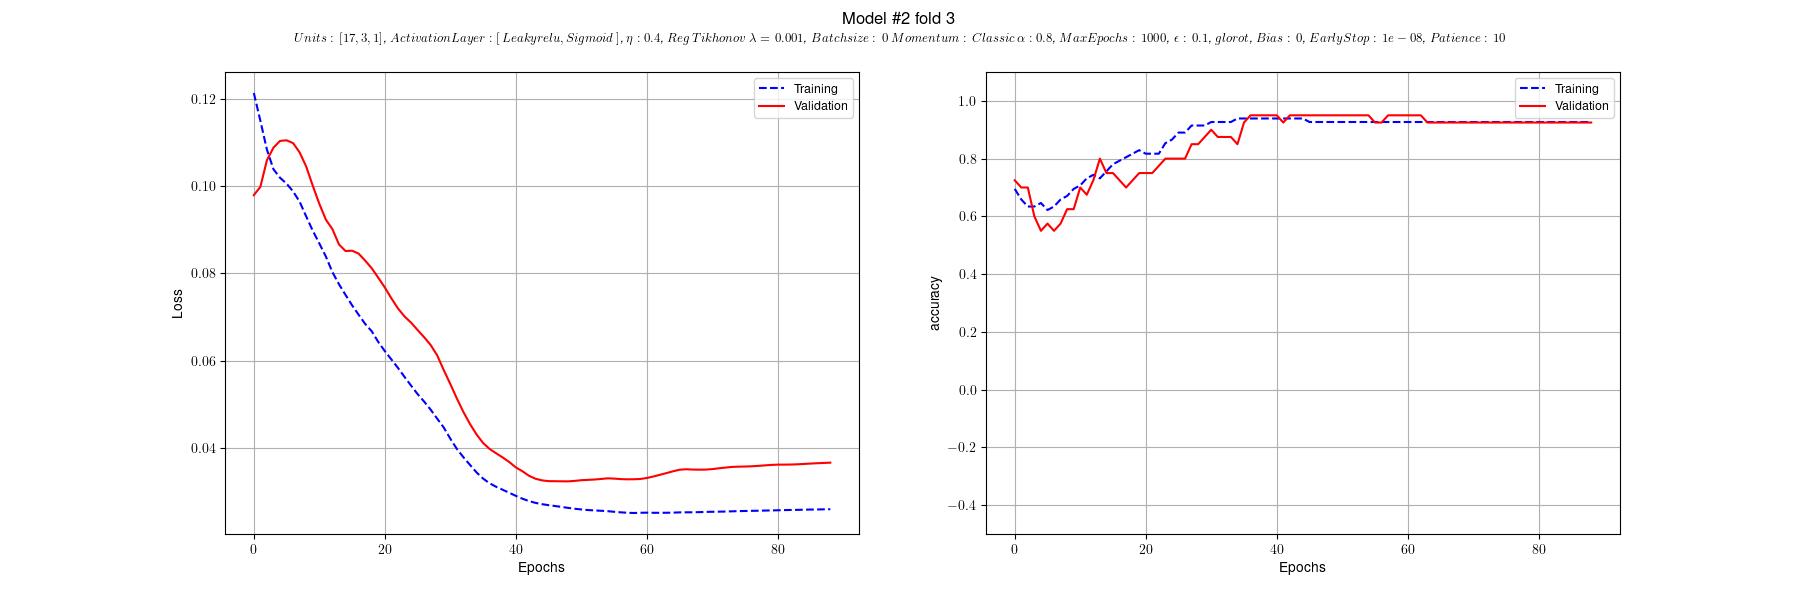 Model #2 fold 3
Units : [17, 3, 1], ActivationLayer : [ Leakyrelu, Sigmoid ], η : 0.4, Reg Tikhonov λ = 0.001, Batchsize : 0 Momentum : Classic α : 0.8, MaxEpochs : 1000, ϵ : 0.1, glorot, Bias : 0, EarlyStop : 1e − 08, Patience : 10
Training
Validation
0.12
0.10
0.08
0.06
0.04
Loss
0 20 40 60 80
Epochs
Training
Validation
1.0
0.8
0.6
0.4
0.2
0.0
−0.2
−0.4
accuracy
0 20 40 60 80
Epochs